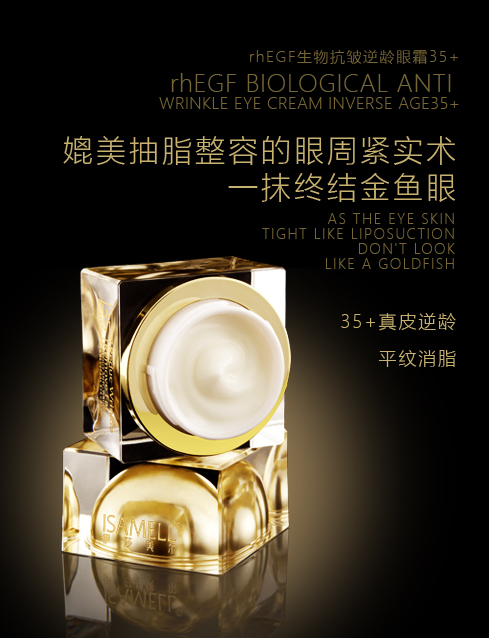 rhEGF生物抗皱逆龄眼霜35+
rhEGF BIOLOGICAL ANTI
WRINKLE EYE CREAM INVERSE AGE35+
媲美抽脂整容的眼周紧实术
一抹终结金鱼眼
AS THE EYE SKIN
TIGHT LIKE LIPOSUCTION
DON'T LOOK
LIKE A GOLDFISH
35+真皮逆龄
平纹消脂